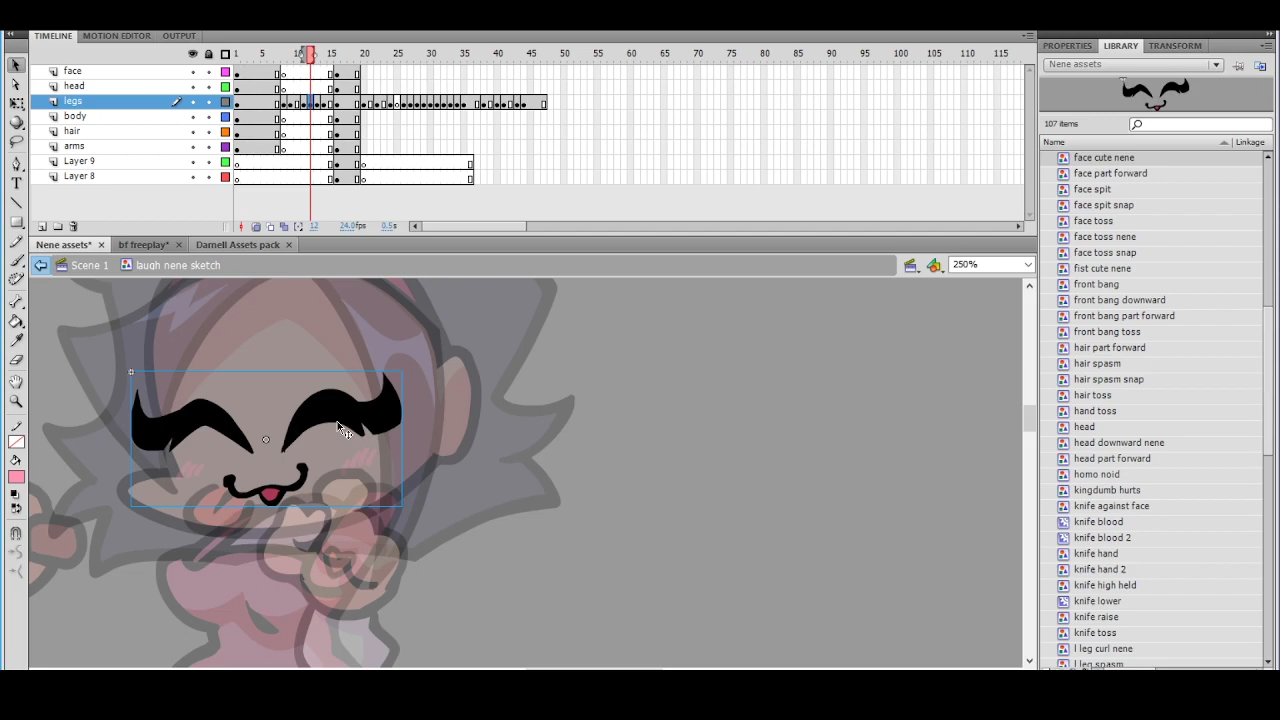 TIMELINE MOTION EDITOR OUTPUT
1 5 10 15 20 25 30 35 40 45 50 55 60 65 70 75 80 85 90 95 100 105 110 115
face
head
legs
body
hair
arms
Layer 9
Layer 8
12 24.0fps 0.5s
Nene assets* bf freeplay* Darnell Assets pack
Scene 1 laugh nene sketch 250%
PROPERTIES LIBRARY TRANSFORM
Nene assets
107 items
Name Linkage
face cute nene
face part forward
face spit
face spit snap
face toss
face toss nene
face toss snap
fist cute nene
front bang
front bang downward
front bang part forward
front bang toss
hair part forward
hair spasm
hair spasm snap
hair toss
hand toss
head
head downward nene
head part forward
homo noid
kingdumb hurts
knife against face
knife blood
knife blood 2
knife hand
knife hand 2
knife high held
knife lower
knife raise
knife toss
l leg curl nene
l leg spasm